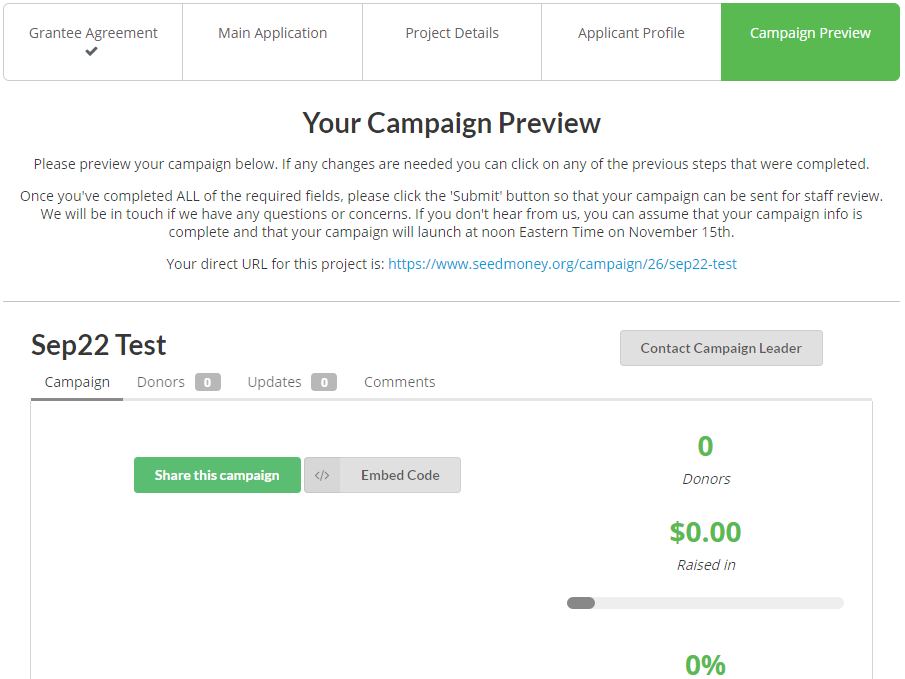 Grantee Agreement
Main Application
Project Details
Applicant Profile
Campaign Preview
Your Campaign Preview
Please preview your campaign below. If any changes are needed you can click on any of the previous steps that were completed.
Once you've completed ALL of the required fields, please click the 'Submit' button so that your campaign can be sent for staff review.
We will be in touch if we have any questions or concerns. If you don't hear from us, you can assume that your campaign info is
complete and that your campaign will launch at noon Eastern Time on November 15th.
Your direct URL for this project is: https://www.seedmoney.org/campaign/26/sep22-test
Sep22 Test
Contact Campaign Leader
Campaign
Donors 0
Updates 0
Comments
Share this campaign
</> Embed Code
0
Donors
$0.00
Raised in
0%